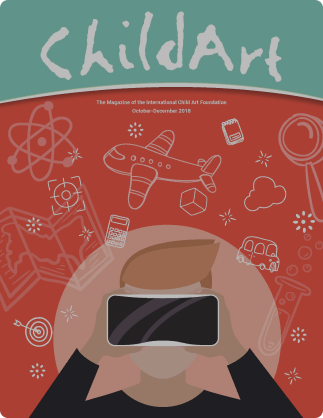 ChildArt
The Magazine of the International Child Art Foundation
October-December 2018